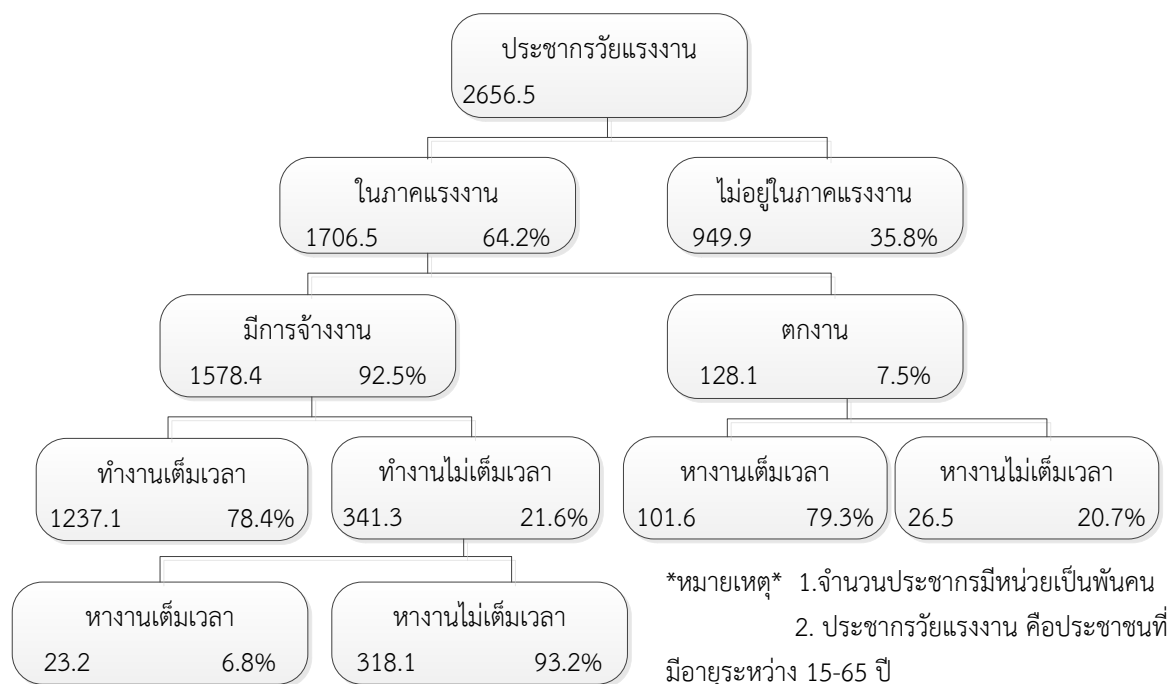 ประชากรวัยแรงงาน
2656.5
ในภาคแรงงาน
1706.5 64.2%
ไม่อยู่ในภาคแรงงาน
949.9 35.8%
มีการจ้างงาน
1578.4 92.5%
ตกงาน
128.1 7.5%
ทำงานเต็มเวลา
1237.1 78.4%
ทำงานไม่เต็มเวลา
341.3 21.6%
หางานเต็มเวลา
101.6 79.3%
หางานไม่เต็มเวลา
26.5 20.7%
หางานเต็มเวลา
23.2 6.8%
หางานไม่เต็มเวลา
318.1 93.2%
*หมายเหตุ* 1.จำนวนประชากรมีหน่วยเป็นพันคน
2. ประชากรวัยแรงงาน คือประชาชนที่
มีอายุระหว่าง 15-65 ปี